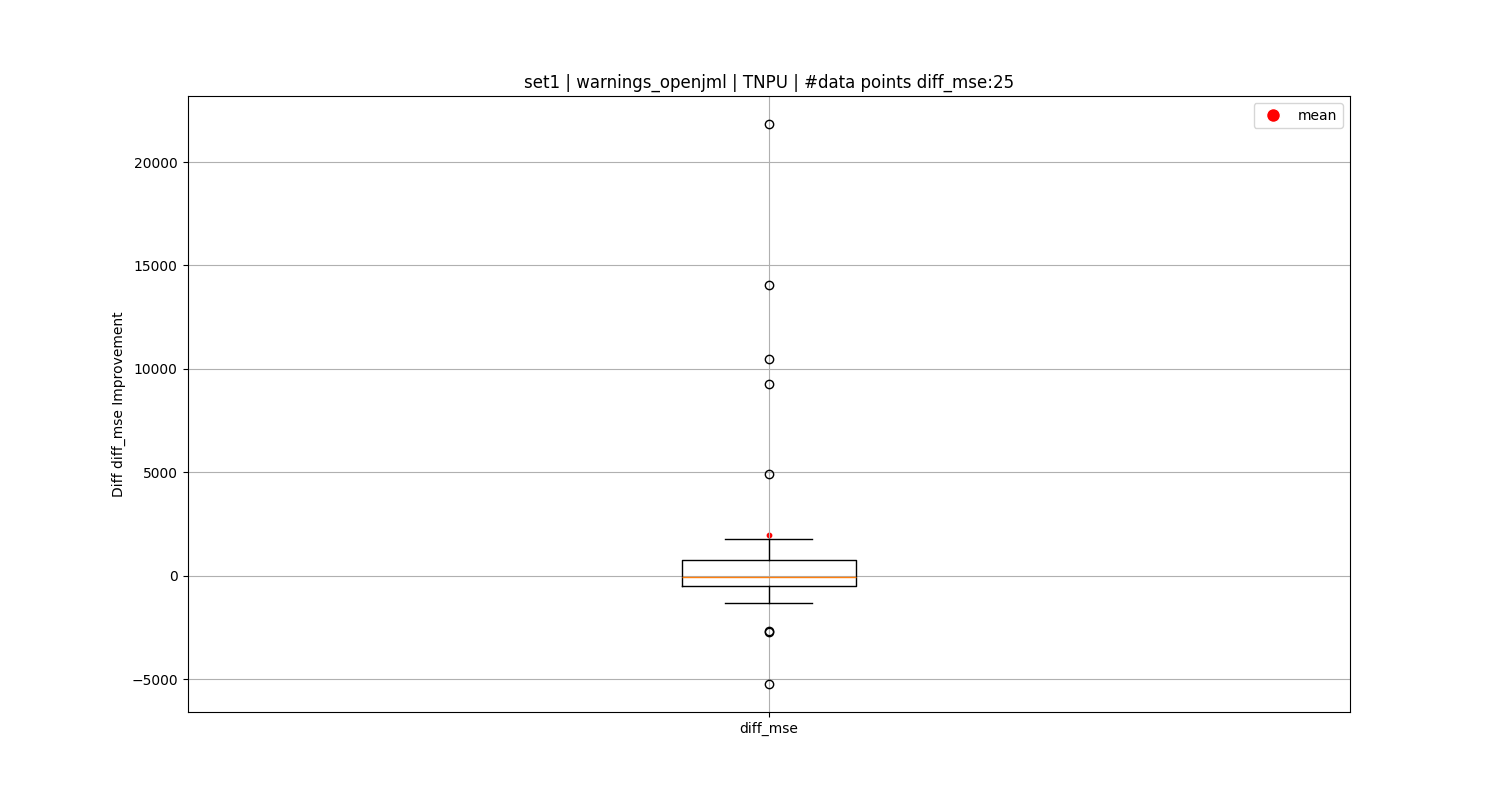 set1 | warnings_openjml | TNPU | #data points diff_mse:25
mean
20000
15000
10000
5000
0
−5000
Diff diff_mse Improvement
diff_mse